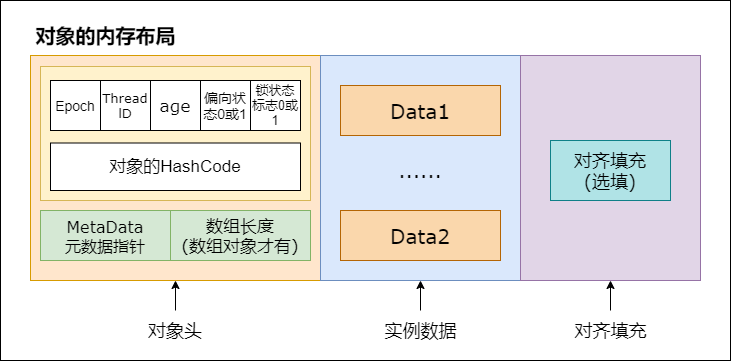 对象的内存布局
Epoch
Thread
ID
age
偏向状
态0或1
锁状态
标志0或
1
对象的HashCode
MetaData
元数据指针
数组长度
(数组对象才有)
Data1
······
Data2
对齐填充
(选填)
对象头
实例数据
对齐填充